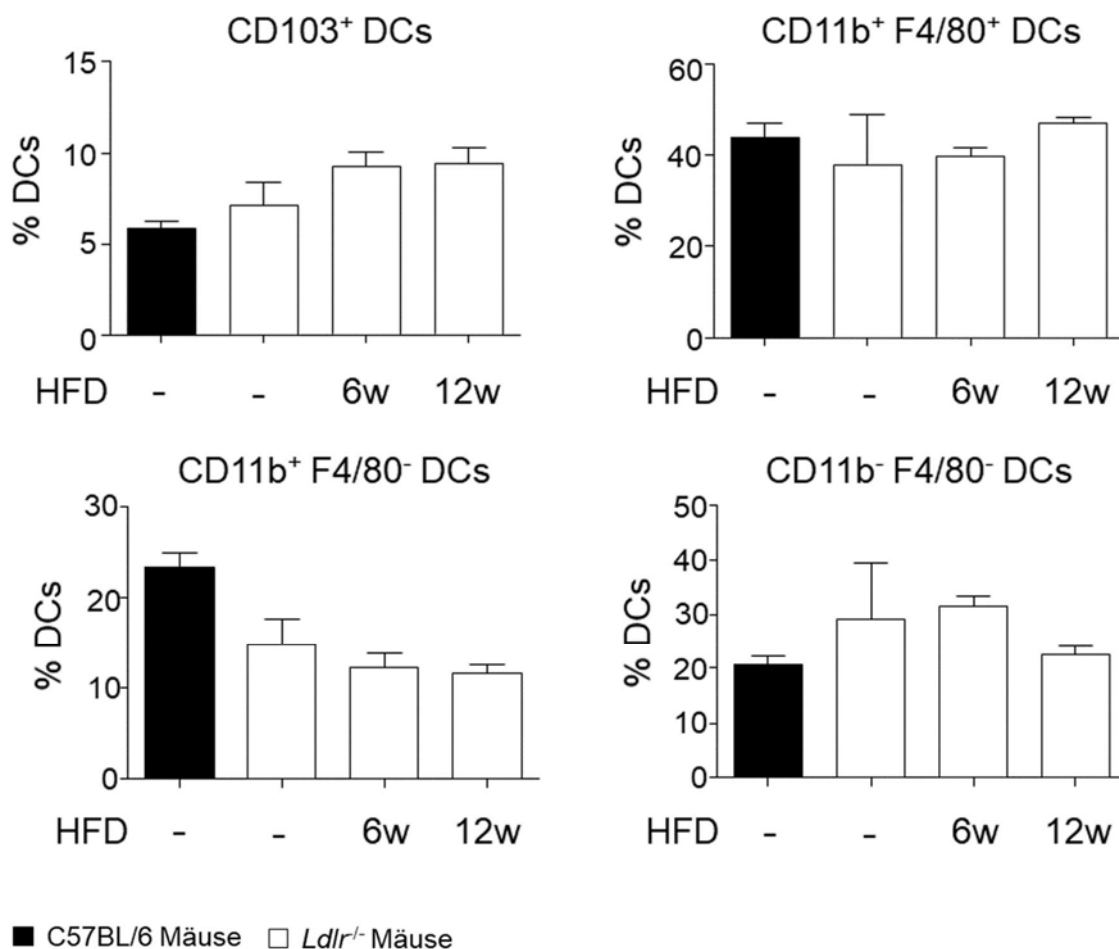 CD103⁺ DCs
% DCs
15
10
5
0
HFD - - 6w 12w
CD11b⁺ F4/80⁺ DCs
% DCs
60
40
20
0
HFD - - 6w 12w
CD11b⁺ F4/80⁻ DCs
% DCs
30
20
10
0
HFD - - 6w 12w
CD11b⁻ F4/80⁻ DCs
% DCs
50
40
30
20
10
0
HFD - - 6w 12w
C57BL/6 Mäuse Ldlr⁻/⁻ Mäuse